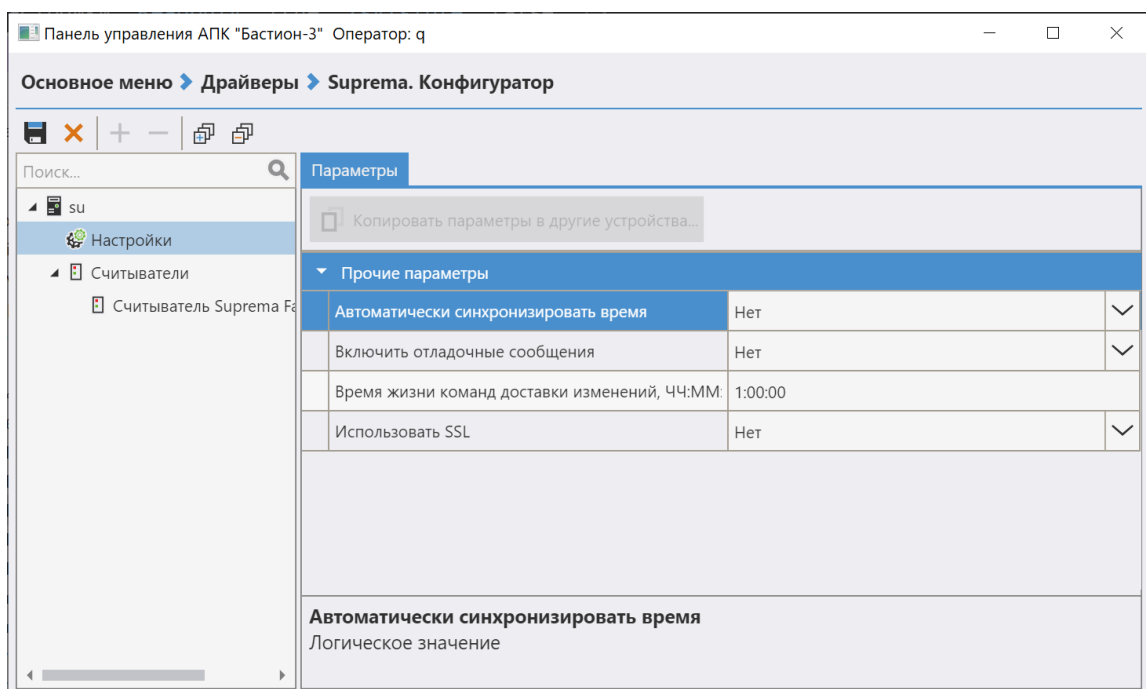 Панель управления АПК "Бастион-3" Оператор: q
Основное меню Драйверы Suprema. Конфигуратор
Поиск...
su
Настройки
Считыватели
Считыватель Suprema Fa
Параметры
Копировать параметры в другие устройства...
Прочие параметры
Автоматически синхронизировать время Нет
Включить отладочные сообщения Нет
Время жизни команд доставки изменений, ЧЧ:ММ: 1:00:00
Использовать SSL Нет
Автоматически синхронизировать время
Логическое значение